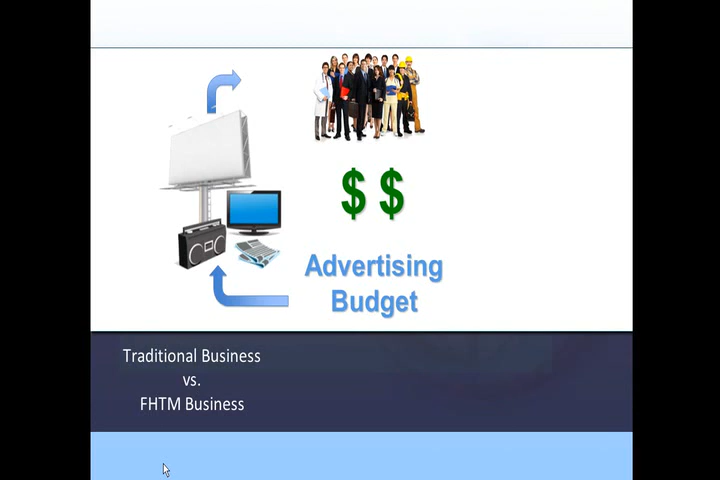 $ $
Advertising
Budget
Traditional Business
vs.
FHTM Business